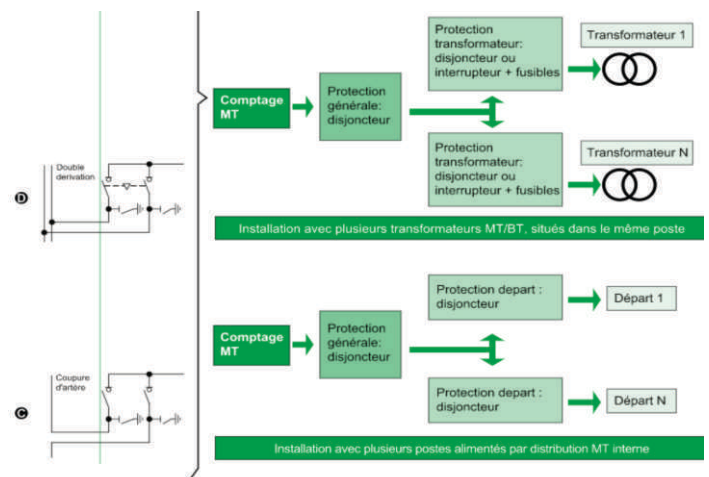 Double
derivation
D
Coupure
d'artère
C
Comptage
MT
Protection
générale:
disjoncteur
Protection
transformateur:
disjoncteur ou
interrupteur + fusibles
Transformateur 1
Protection
transformateur:
disjoncteur ou
interrupteur + fusibles
Transformateur N
Installation avec plusieurs transformateurs MT/BT, situés dans le même poste
Comptage
MT
Protection
générale:
disjoncteur
Protection depart :
disjoncteur
Départ 1
Protection depart :
disjoncteur
Départ N
Installation avec plusieurs postes alimentés par distribution MT interne